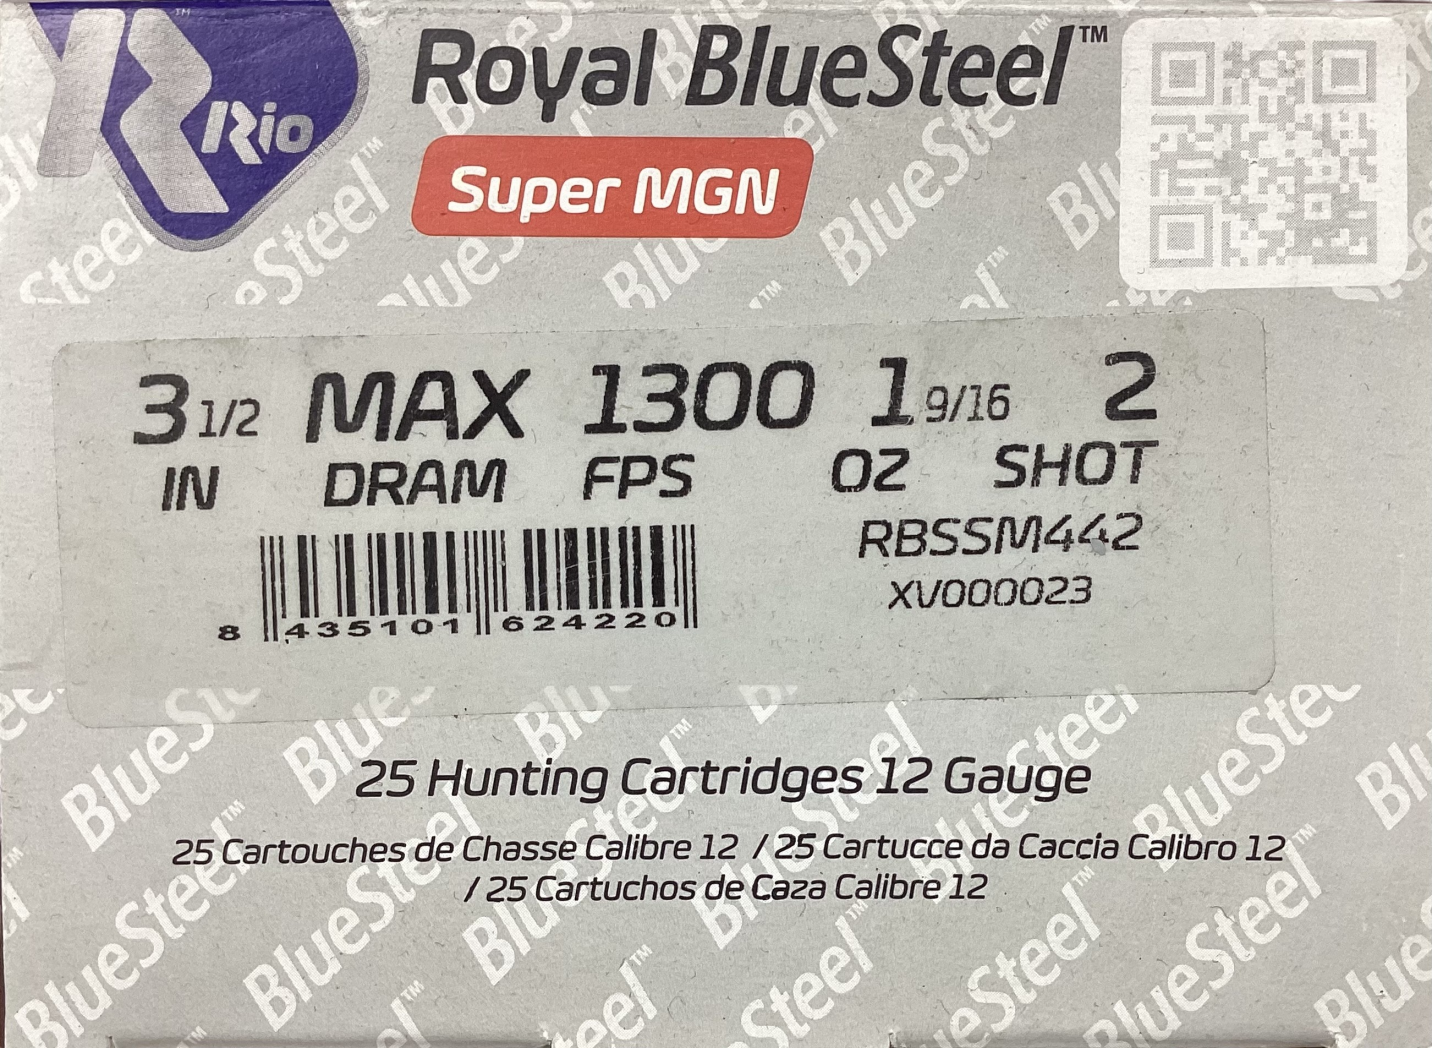 Rio
Royal BlueSteel™
Super MGN
3 1/2 MAX 1300 1 9/16 2
IN DRAM FPS OZ SHOT
RBSSM442
XV000023
8 435101 624220
25 Hunting Cartridges 12 Gauge
25 Cartouches de Chasse Calibre 12 / 25 Cartucce da Caccia Calibro 12
/ 25 Cartuchos de Caza Calibre 12